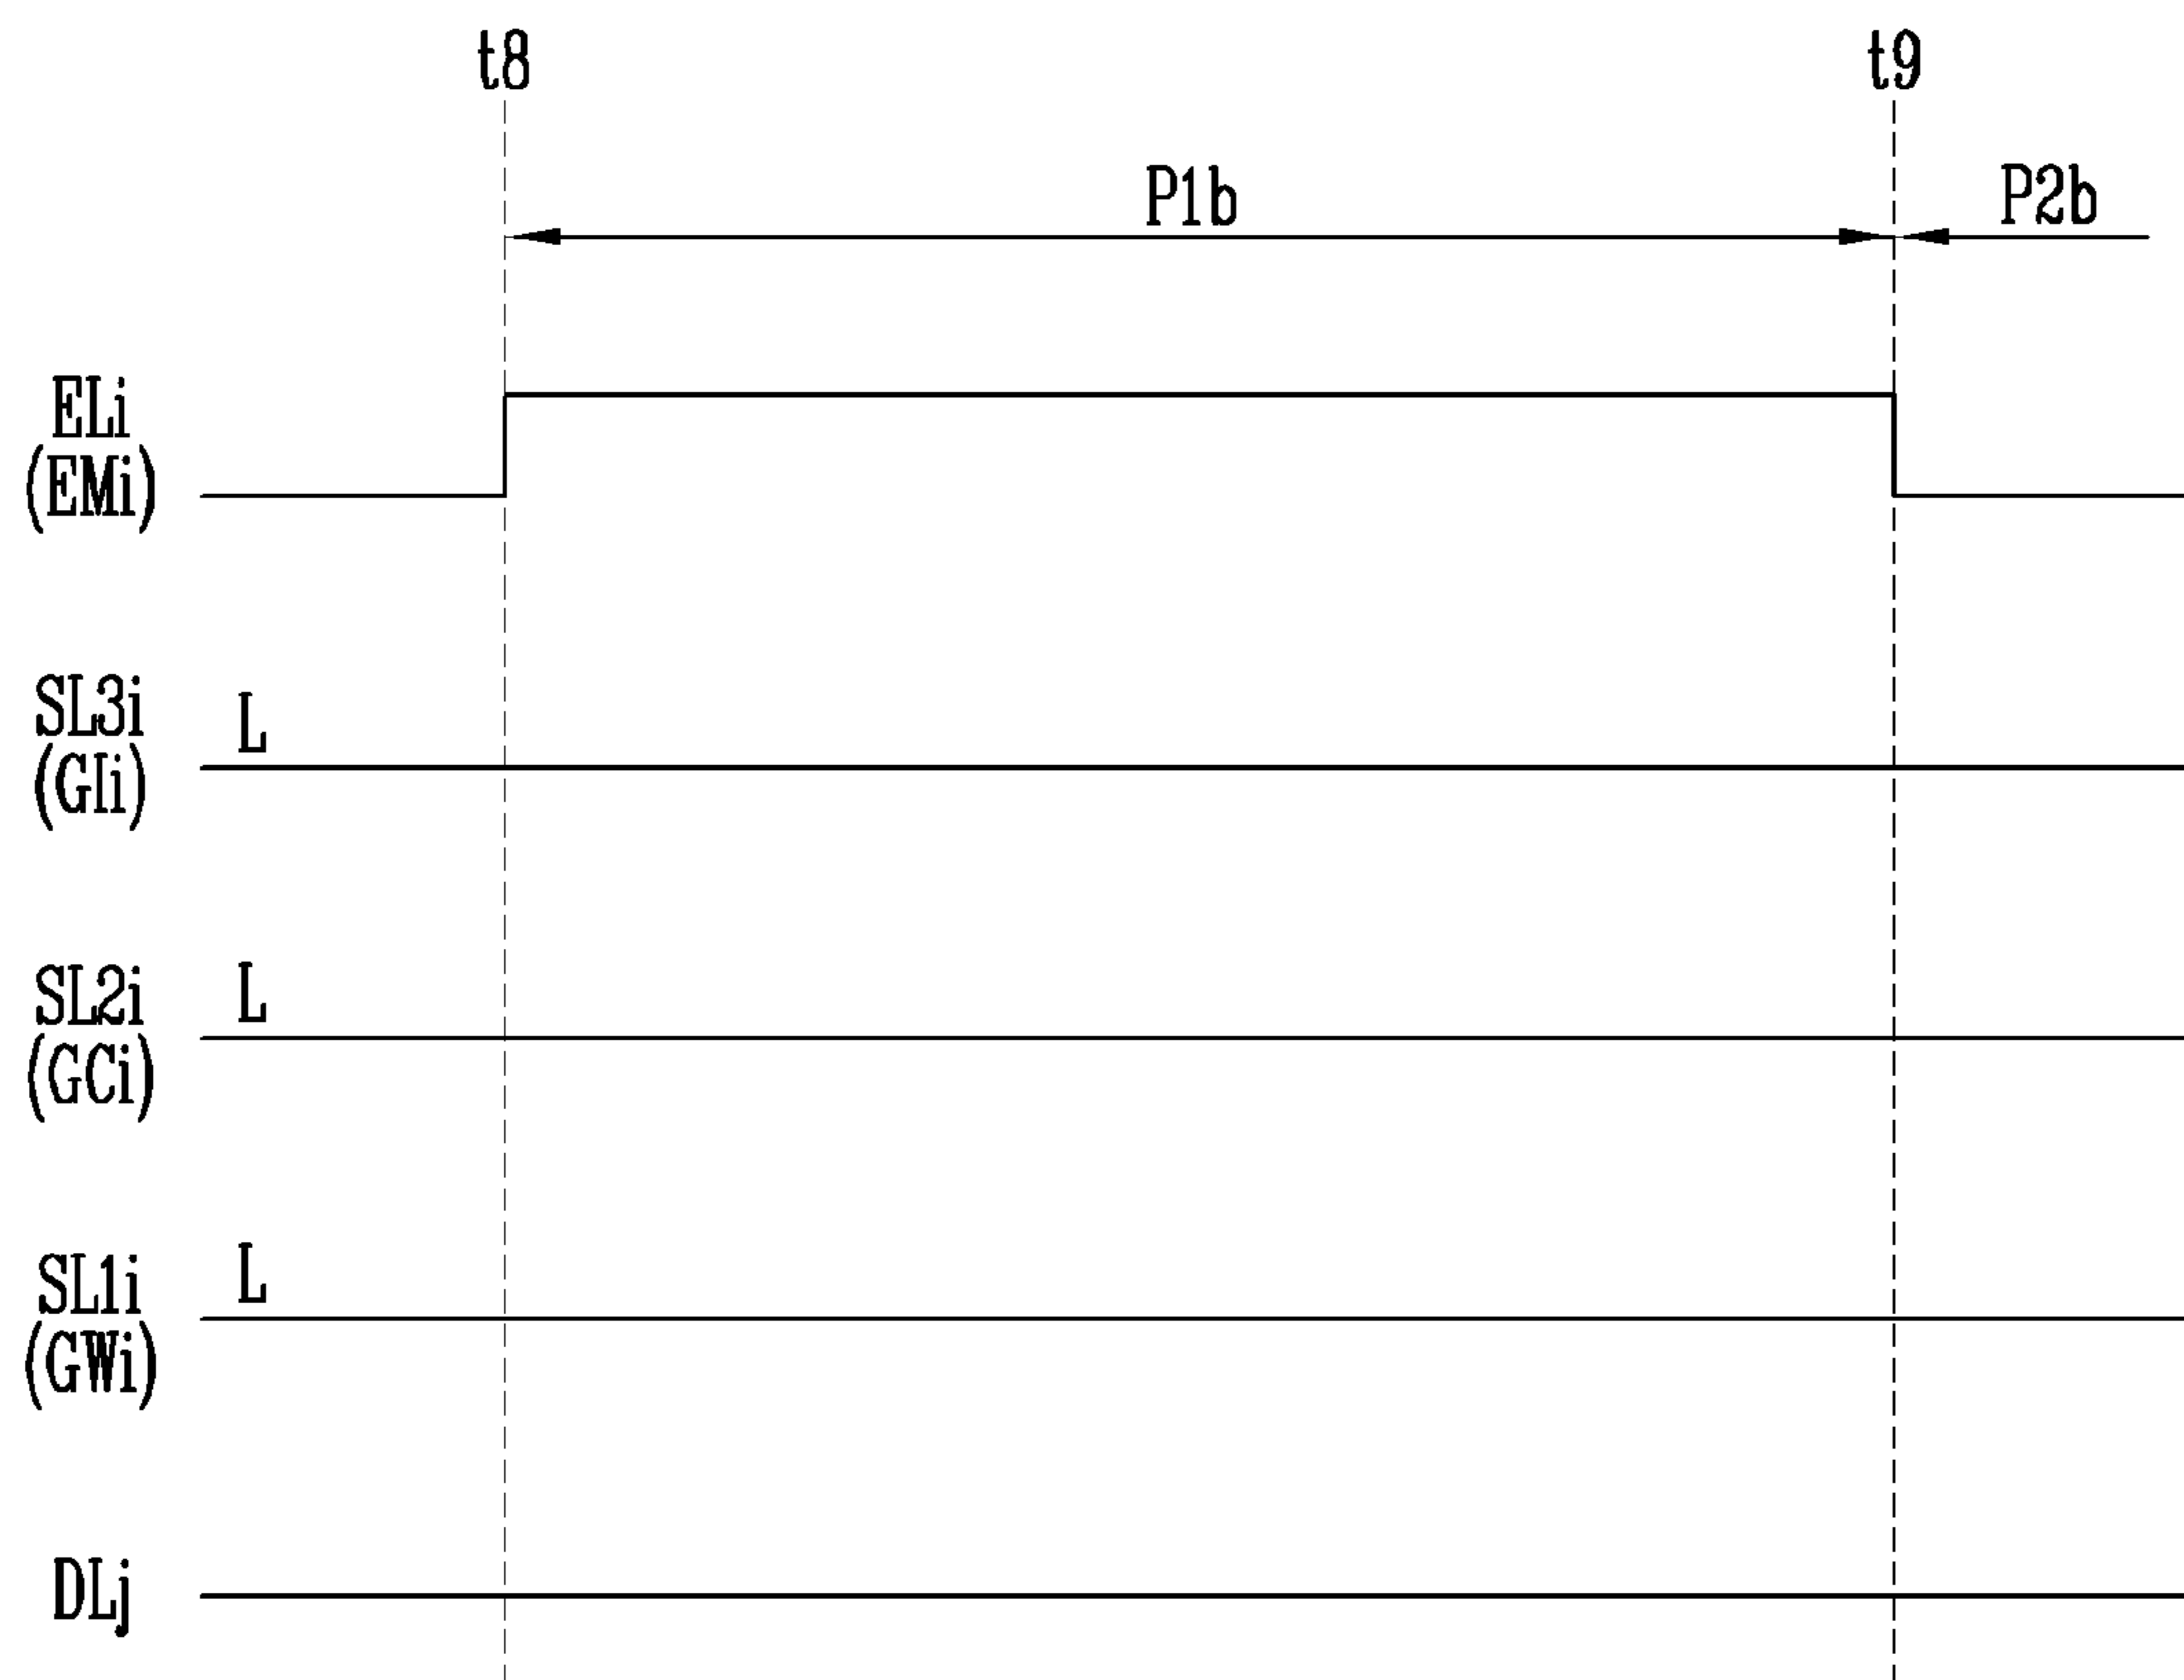 t8 t9
P1b P2b
ELi
(EMi)
SL3i
(GIi)
L
SL2i
(GCi)
L
SL1i
(GWi)
L
DLj